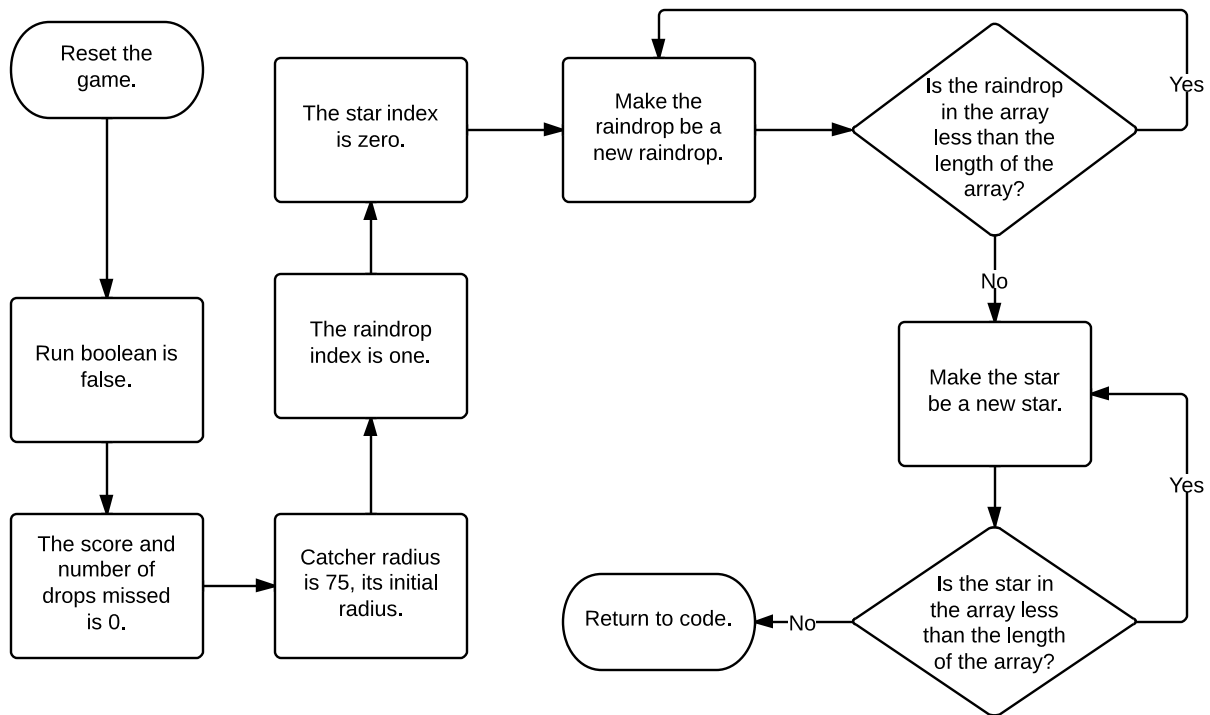 Reset the
game.
Run boolean is
false.
The score and
number of
drops missed
is 0.
Catcher radius
is 75, its initial
radius.
The raindrop
index is one.
The star index
is zero.
Make the
raindrop be a
new raindrop.
Is the raindrop
in the array
less than the
length of the
array?
Yes
No
Make the star
be a new star.
Is the star in
the array less
than the length
of the array?
Yes
No
Return to code.